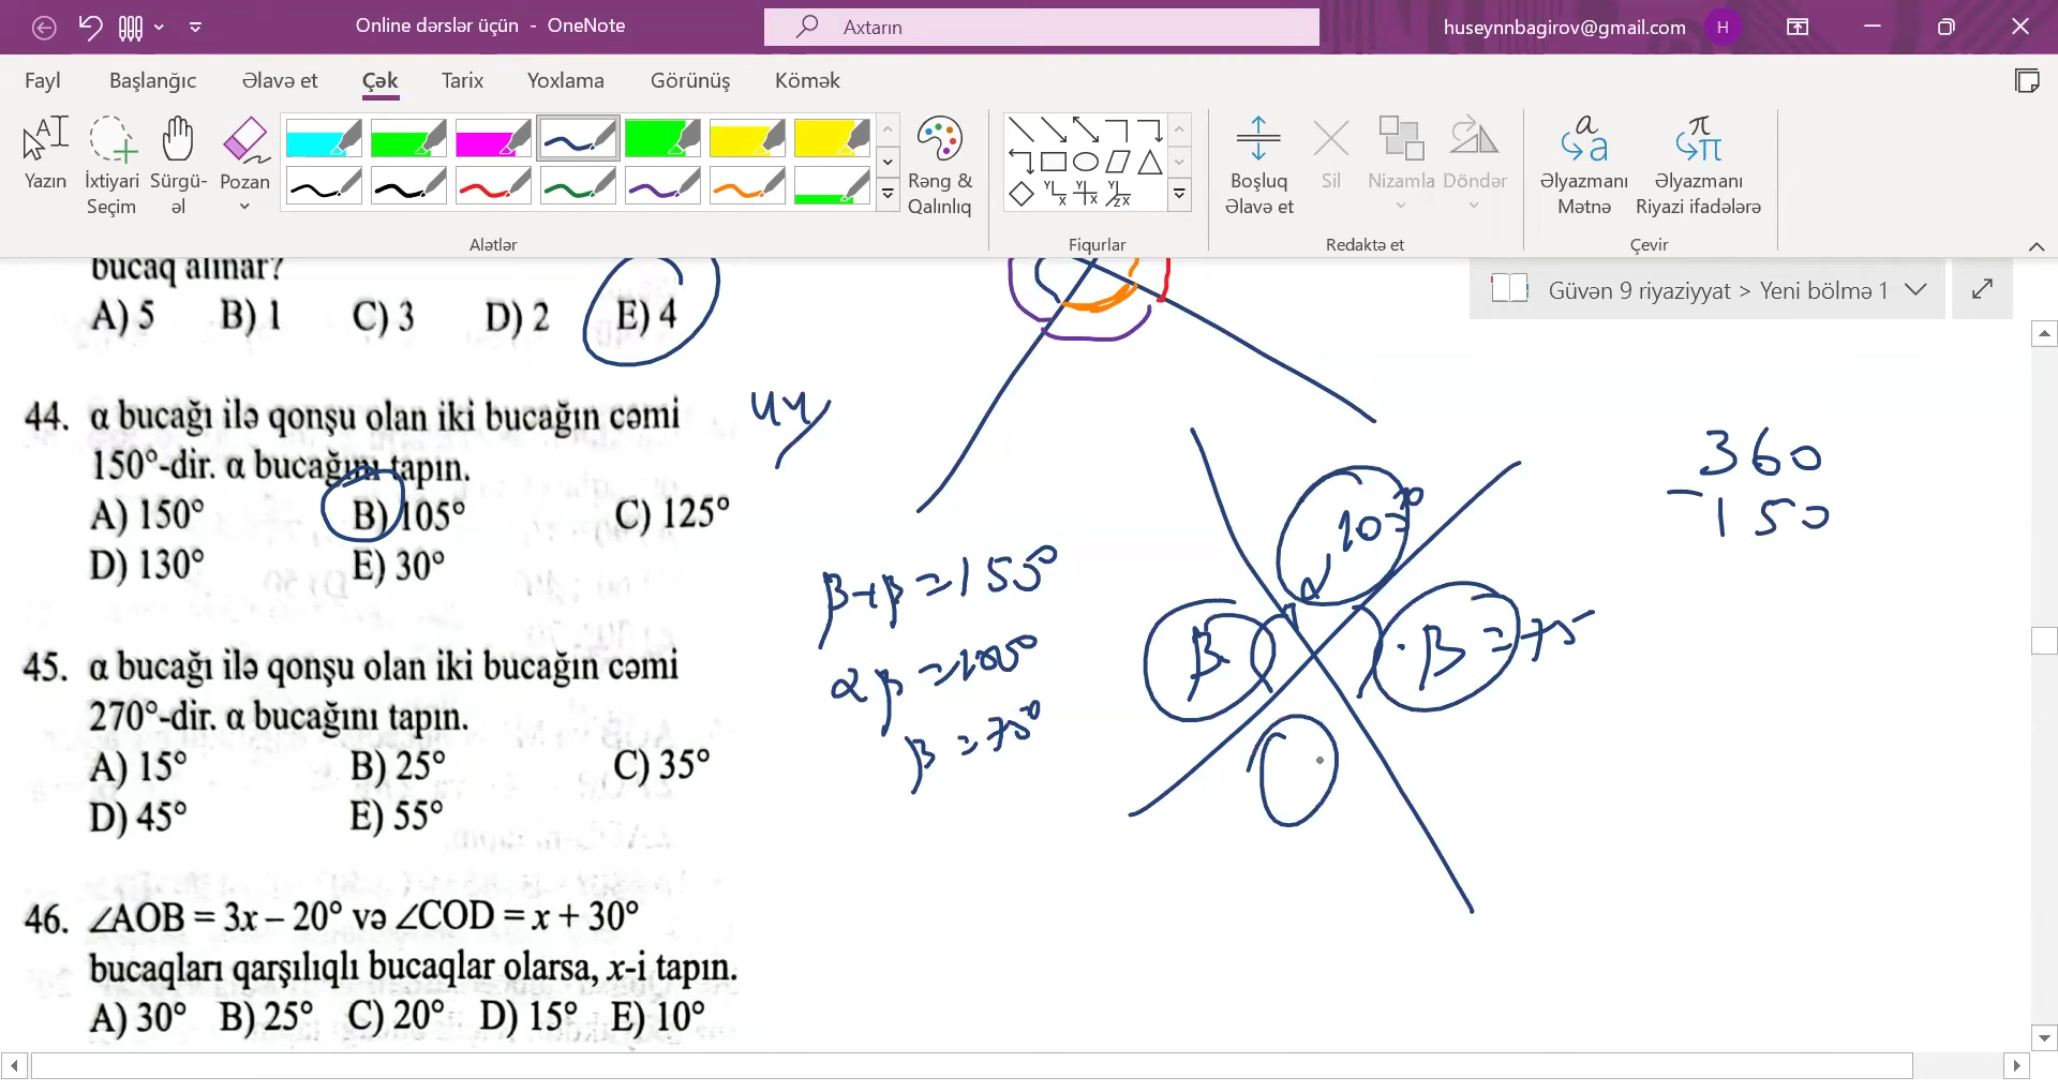 Online dərslər üçün - OneNote
Axtarın
huseynnbagirov@gmail.com H
Fayl Başlanğıc Əlavə et Çək Tarix Yoxlama Görünüş Kömək
Yazın
İxtiyari Seçim
Sürgü-əl
Pozan
Rəng & Qalınlıq
Boşluq Əlavə et
Sil
Nizamla
Döndər
Əlyazmanı Mətnə
Əlyazmanı Riyazi ifadələrə
Alətlər Fiqurlar Redaktə et Çevir
Güvən 9 riyaziyyat > Yeni bölmə 1
bucaq alınar?
A) 5 B) 1 C) 3 D) 2 E) 4
44. α bucağı ilə qonşu olan iki bucağın cəmi
150°-dir. α bucağını tapın.
A) 150° B) 105° C) 125°
D) 130° E) 30°
45. α bucağı ilə qonşu olan iki bucağın cəmi
270°-dir. α bucağını tapın.
A) 15° B) 25° C) 35°
D) 45° E) 55°
46. ∠AOB = 3x – 20° və ∠COD = x + 30°
bucaqları qarşılıqlı bucaqlar olarsa, x-i tapın.
A) 30° B) 25° C) 20° D) 15° E) 10°
44
360
- 150
β+β=150°
β = 75°
α
β
β = 75